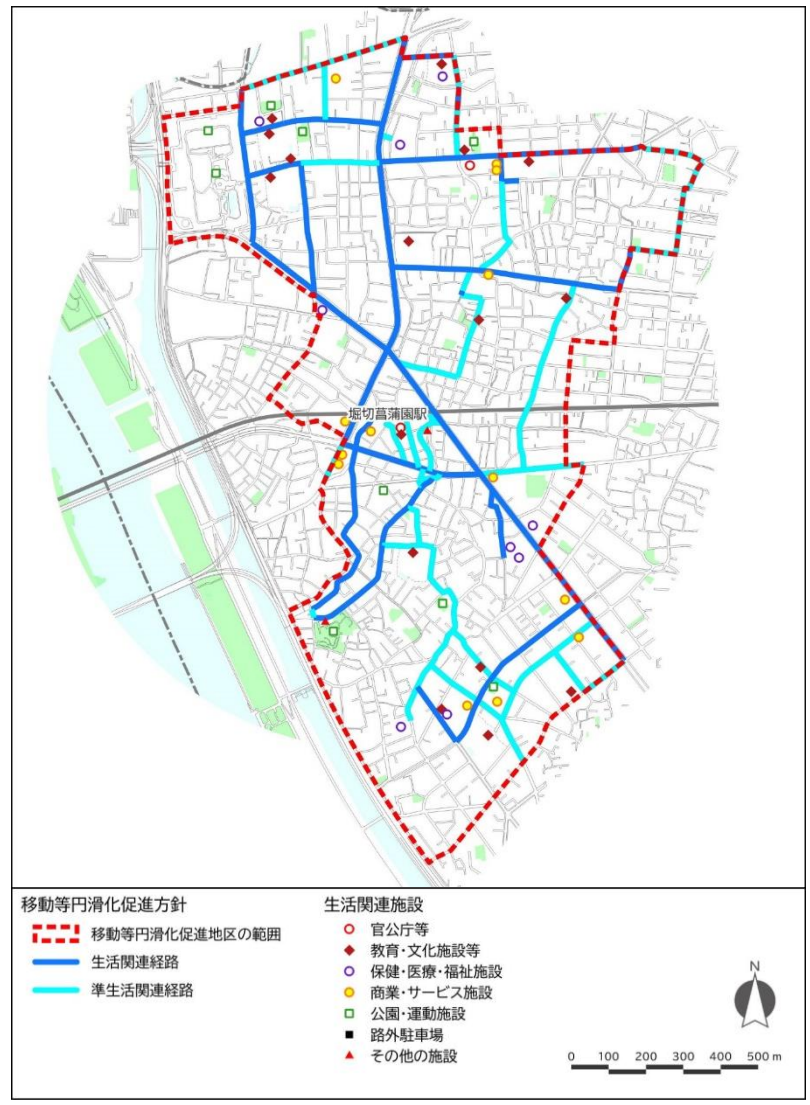 堀切菖蒲園駅
移動等円滑化促進方針
移動等円滑化促進地区の範囲
生活関連経路
準生活関連経路
生活関連施設
官公庁等
教育・文化施設等
保健・医療・福祉施設
商業・サービス施設
公園・運動施設
路外駐車場
その他の施設
N
0 100 200 300 400 500 m